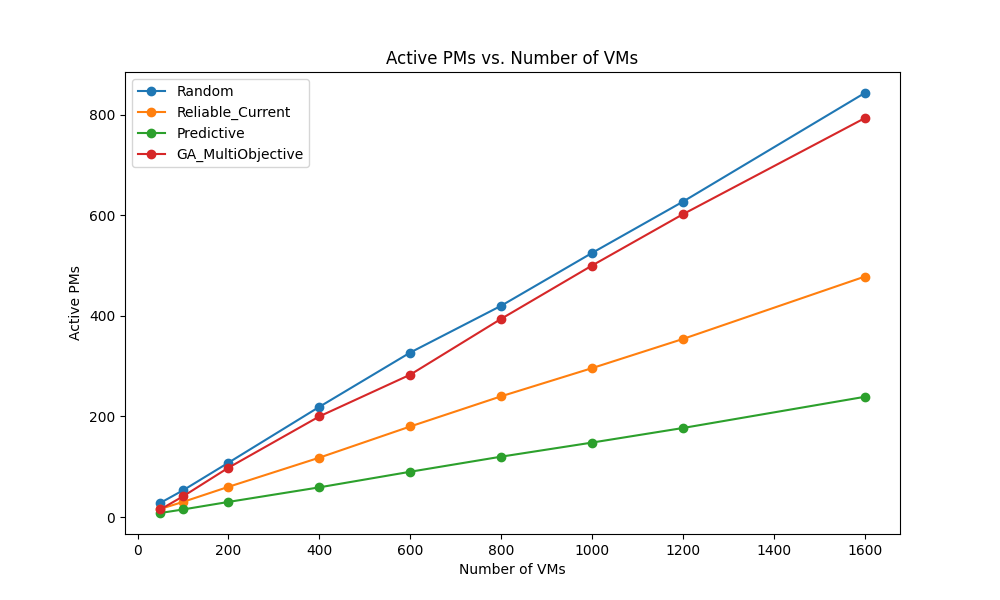 Active PMs vs. Number of VMs
Random
Reliable_Current
Predictive
GA_MultiObjective
Active PMs
800
600
400
200
0
0 200 400 600 800 1000 1200 1400 1600
Number of VMs